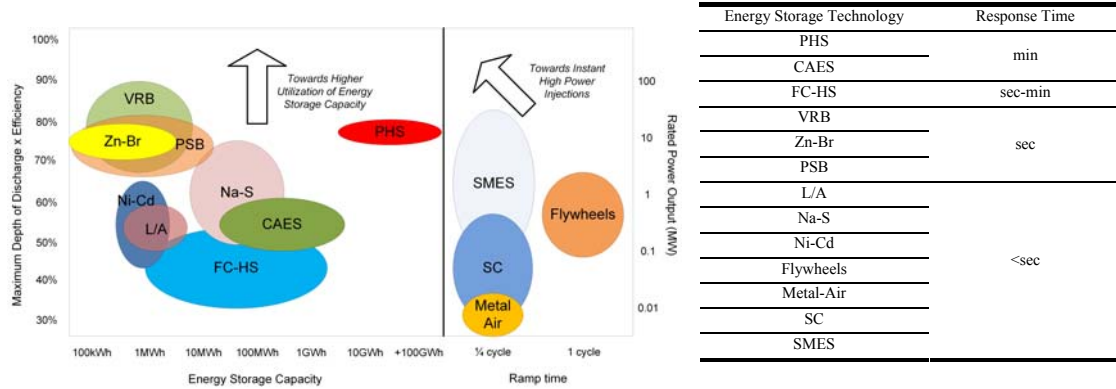 100%
90%
80%
70%
60%
50%
40%
30%
Maximum Depth of Discharge x Efficiency
VRB
Zn-Br
PSB
Ni-Cd
L/A
Na-S
CAES
FC-HS
PHS
Towards Higher
Utilization of Energy
Storage Capacity
100kWh 1MWh 10MWh 100MWh 1GWh 10GWh +100GWh
Energy Storage Capacity
Towards Instant
High Power
Injections
SMES
SC
Metal
Air
Flywheels
¼ cycle 1 cycle
Ramp time
100
10
1
0.1
0.01
Rated Power Output (MW)
Energy Storage Technology Response Time
PHS
min
CAES
FC-HS sec-min
VRB
Zn-Br sec
PSB
L/A
Na-S
Ni-Cd
Flywheels <sec
Metal-Air
SC
SMES